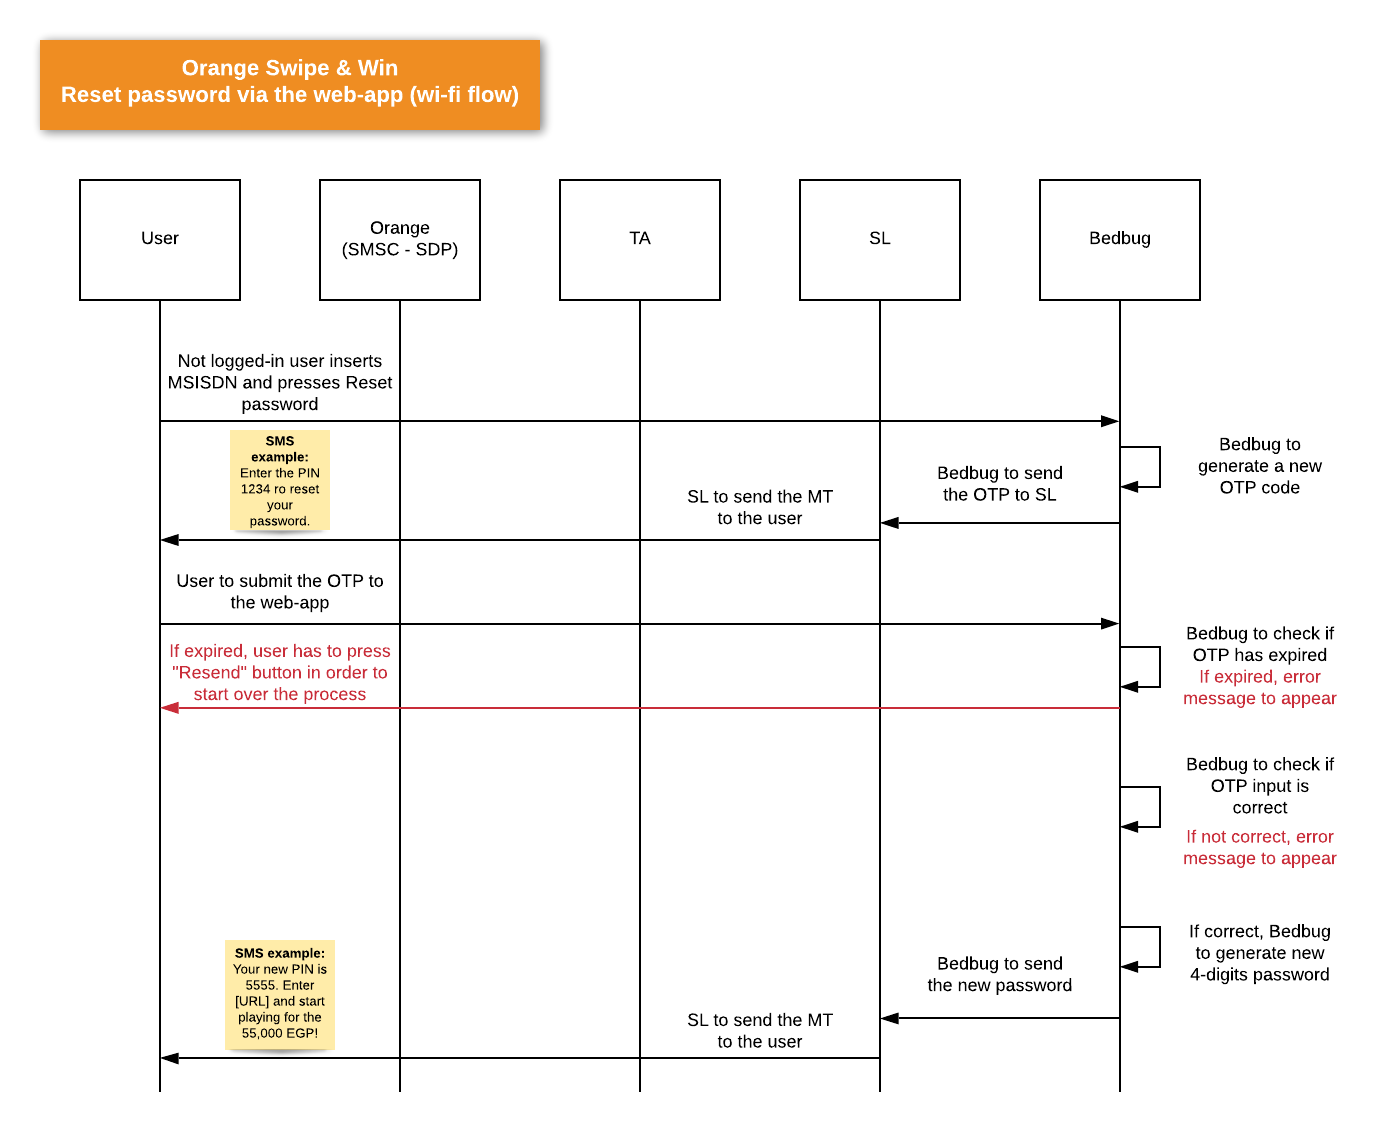 Orange Swipe & Win
Reset password via the web-app (wi-fi flow)
User
Orange
(SMSC - SDP)
TA
SL
Bedbug
Not logged-in user inserts
MSISDN and presses Reset
password
SMS
example:
Enter the PIN
1234 ro reset
your
password.
SL to send the MT
to the user
Bedbug to send
the OTP to SL
Bedbug to
generate a new
OTP code
User to submit the OTP to
the web-app
If expired, user has to press
"Resend" button in order to
start over the process
Bedbug to check if
OTP has expired
If expired, error
message to appear
Bedbug to check if
OTP input is
correct
If not correct, error
message to appear
If correct, Bedbug
to generate new
4-digits password
Bedbug to send
the new password
SMS example:
Your new PIN is
5555. Enter
[URL] and start
playing for the
55,000 EGP!
SL to send the MT
to the user